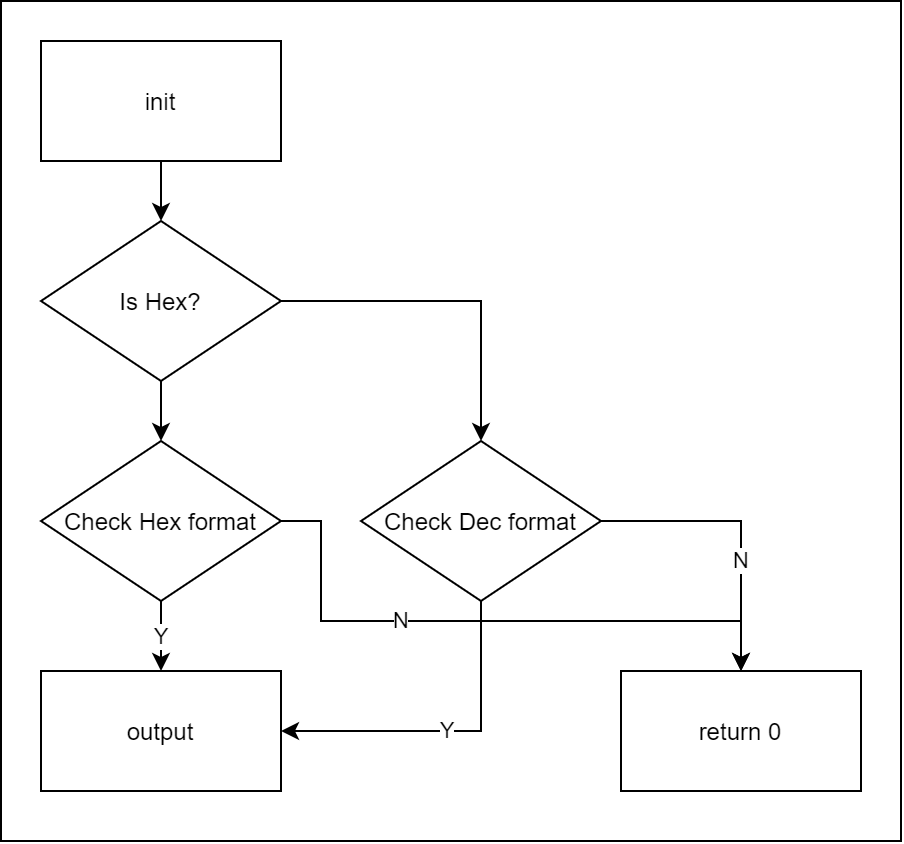 init
Is Hex?
Check Hex format
Check Dec format
N
N
Y
Y
output
return 0